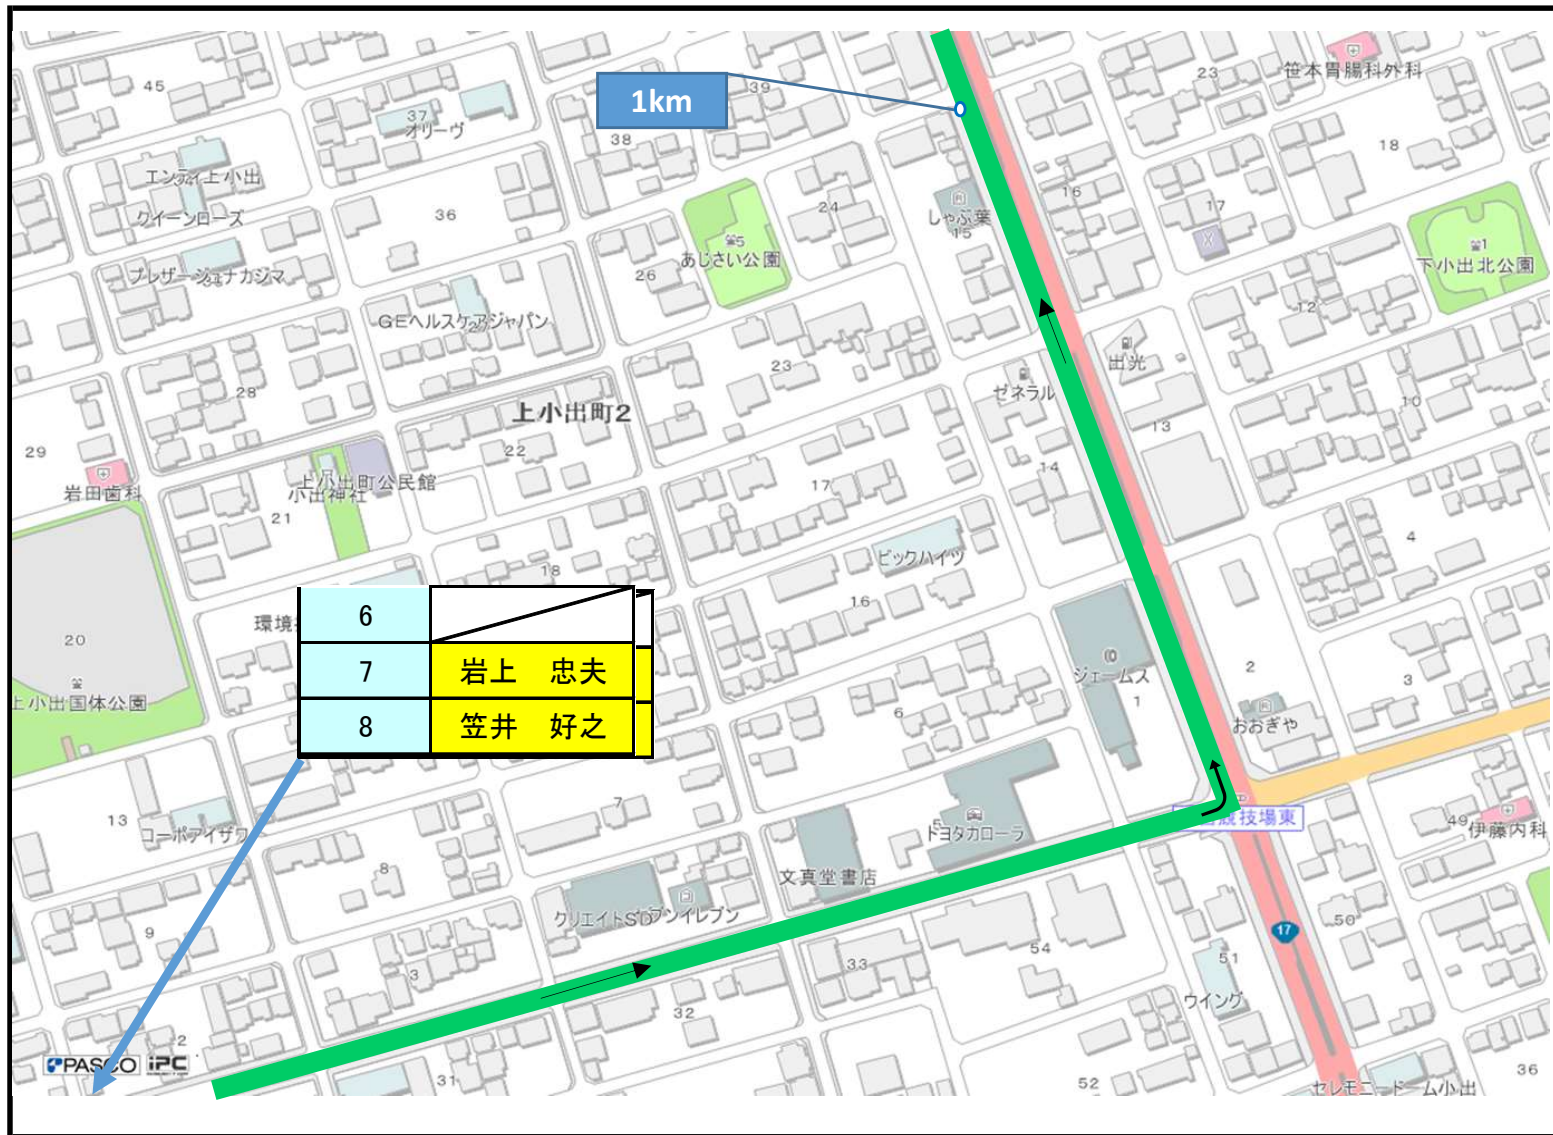 1km
笹本胃腸科外科
23
45
39
37
オリーヴ
38
18
エンティ上小出
クイーンローズ
36
24
しゃぶ葉
15
16
17
5
あじさい公園
1
下小出北公園
プレザージュナカジマ
26
12
GEヘルスケアジャパン
出光
28
23
ゼネラル
10
上小出町2
13
29
22
14
岩田歯科
上小出町公民館
小出神社
17
21
ビックハイツ
4
18
16
6
環境
20
7
岩上 忠夫
ジェームス
2
3
上小出国体公園
8
笠井 好之
6
1
おおぎや
13
コーポアイザワ
7
5
トヨタカローラ
競技場東
49
伊藤内科
8
文真堂書店
9
クリエイトSD
ブンイレブン
17
50
3
33
54
51
ウイング
32
2
PASCO iPC
31
52
36
セレモニードーム小出